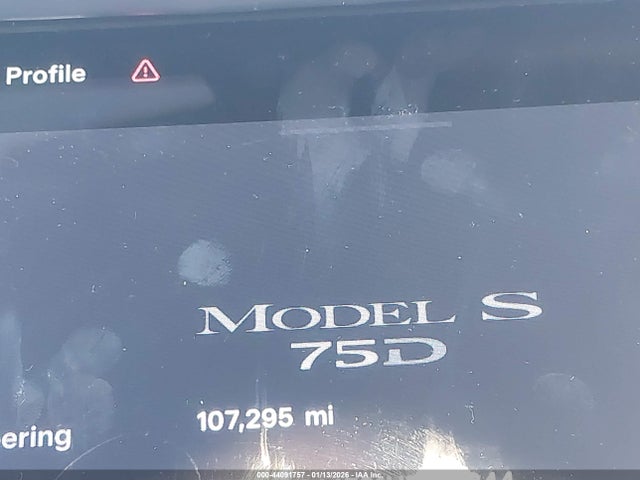 Profile
MODEL S
75D
107,295 mi
ering
000-44091757 - 01/13/2026 - IAA Inc.